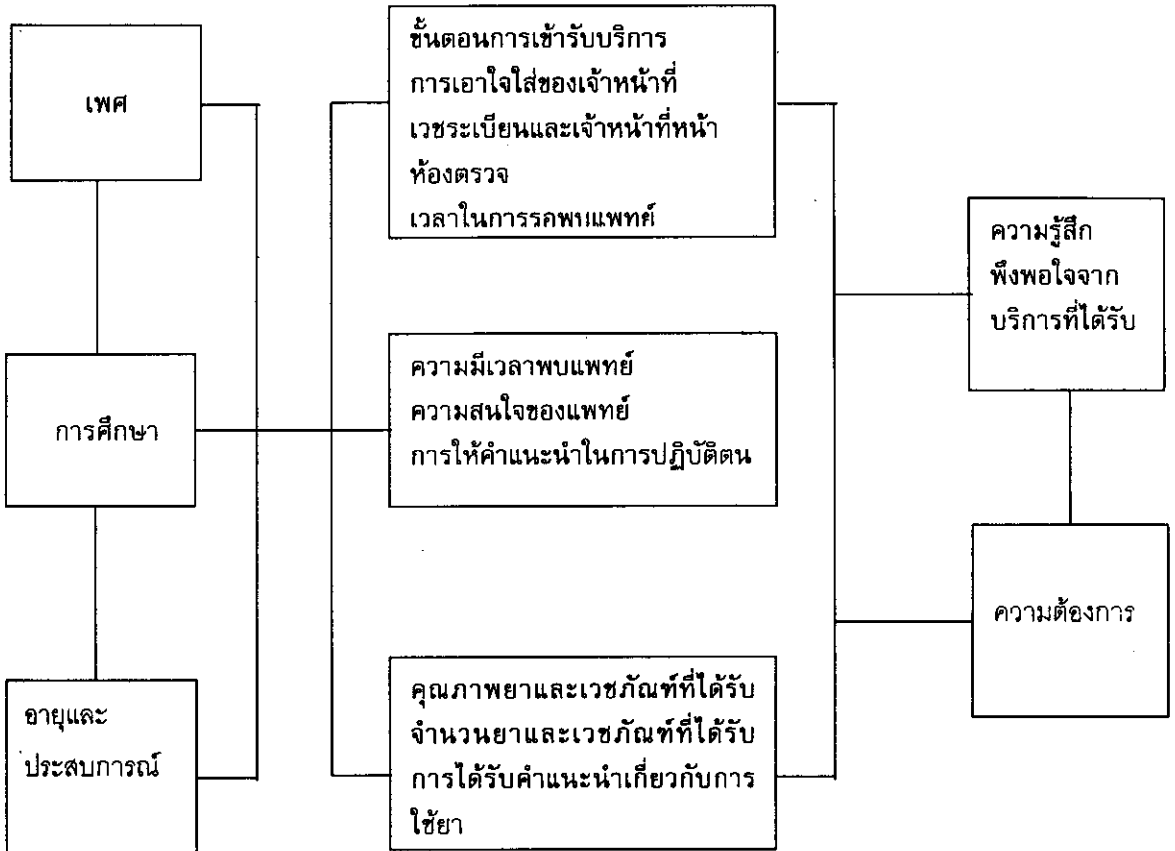 เพศ
การศึกษา
อายุและ
ประสบการณ์
ขั้นตอนการเข้ารับบริการ
การเอาใจใส่ของเจ้าหน้าที่
เวชระเบียนและเจ้าหน้าที่หน้า
ห้องตรวจ
เวลาในการรอพบแพทย์
ความมีเวลาพบแพทย์
ความสนใจของแพทย์
การให้คำแนะนำในการปฏิบัติตน
คุณภาพยาและเวชภัณฑ์ที่ได้รับ
จำนวนยาและเวชภัณฑ์ที่ได้รับ
การได้รับคำแนะนำเกี่ยวกับการ
ใช้ยา
ความรู้สึก
พึงพอใจจาก
บริการที่ได้รับ
ความต้องการ